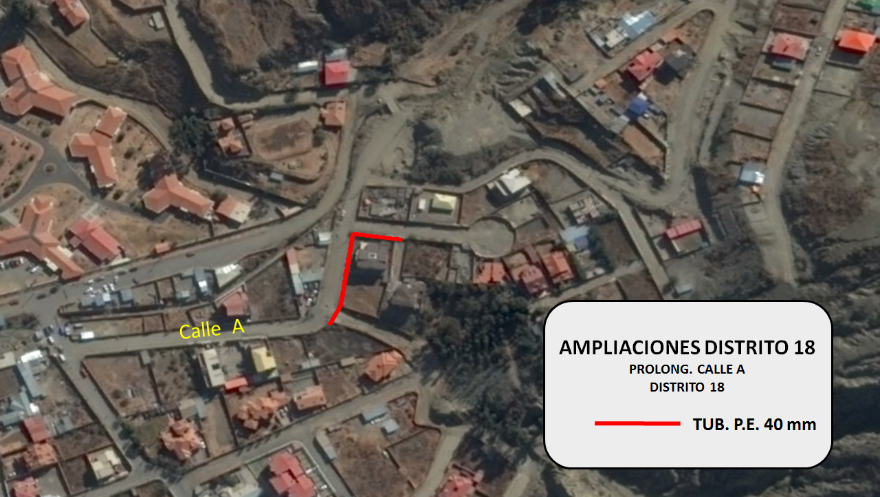 Calle A
AMPLIACIONES DISTRITO 18
PROLONG. CALLE A
DISTRITO 18
TUB. P.E. 40 mm